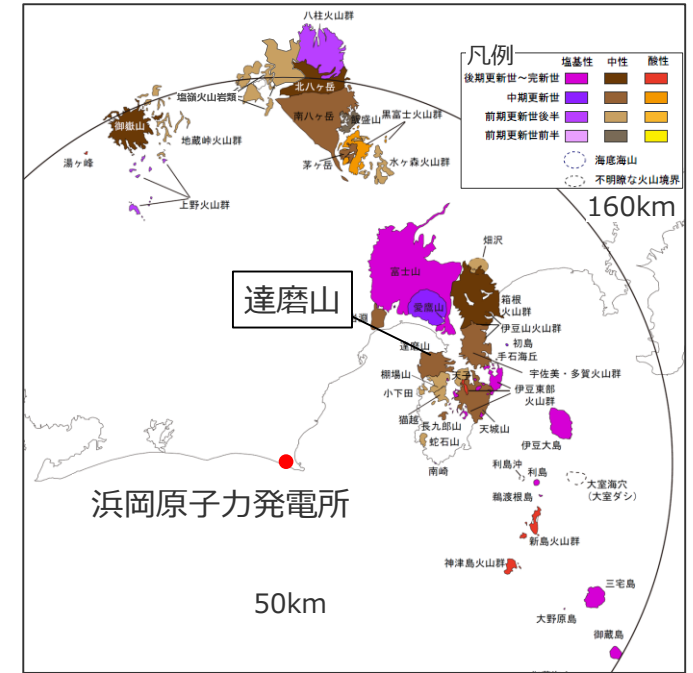 八柱火山群
凡例
塩基性 中性 酸性
後期更新世～完新世
中期更新世
前期更新世後半
前期更新世前半
海底海山
不明瞭な火山境界
160km
塩嶺火山岩類
北八ヶ岳
南八ヶ岳
飯盛山
黒富士火山群
御嶽山
地蔵峠火山群
茅ヶ岳
水ヶ森火山群
湯ヶ峰
上野火山群
畑沢
富士山
愛鷹山
箱根
火山群
伊豆山火山群
達磨山
初島
手石海丘
達磨山
宇佐美・多賀火山群
棚場山
天子
小下田
伊豆東部
火山群
猫越
長九郎山
天城山
蛇石山
伊豆大島
南崎
利島沖
利島
大室海穴
(大室ダシ)
鵜渡根島
浜岡原子力発電所
新島火山群
神津島火山群
三宅島
50km
大野原島
御蔵島